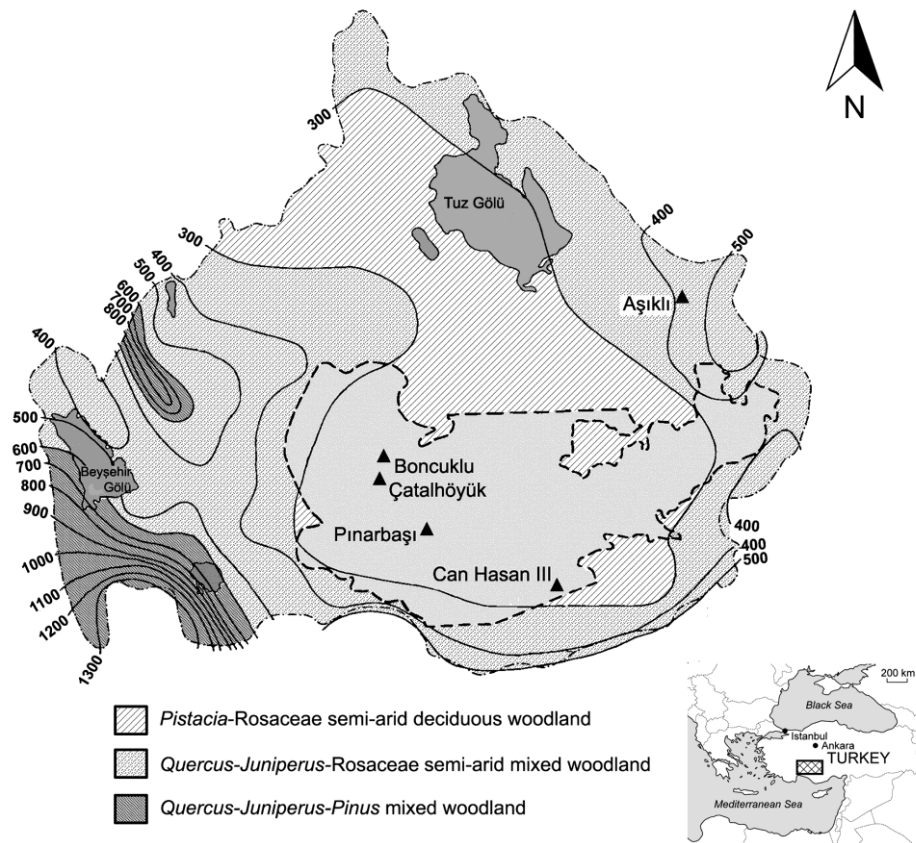 N
300
Tuz Gölü
400
500
300
400
500
600
700
800
Aşıklı
400
500
600
700
800
900
1000
1100
1200
1300
Beyşehir
Gölü
Boncuklu
Çatalhöyük
Pınarbaşı
Can Hasan III
400
400
500
Pistacia-Rosaceae semi-arid deciduous woodland
Quercus-Juniperus-Rosaceae semi-arid mixed woodland
Quercus-Juniperus-Pinus mixed woodland
200 km
Black Sea
Istanbul
Ankara
TURKEY
Mediterranean Sea